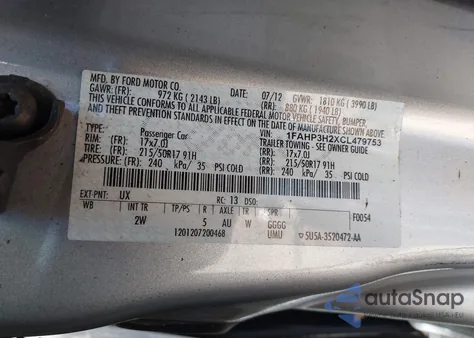 MFD. BY FORD MOTOR CO.
DATE: 07/12 GVWR: 1810 KG ( 3990 LB)
GAWR: (FR): 972 KG ( 2143 LB) (RR): 880 KG ( 1940 LB)
THIS VEHICLE CONFORMS TO ALL APPLICABLE FEDERAL MOTOR VEHICLE SAFETY, BUMPER,
AND THEFT PREVENTION STANDARDS IN EFFECT ON THE DATE OF MANUFACTURE SHOWN ABOVE.
VIN: 1FAHP3H2XCL479753
Passenger Car TRAILER TOWING - SEE OWNER GUIDE
RIM: (FR): 17x7.0J (RR): 17x7.0J
TIRE: (FR): 215/50R17 91H (RR): 215/50R17 91H
PRESSURE: (FR): 240 kPa/ 35 PSI COLD (RR): 240 kPa/ 35 PSI COLD
EXT-PNT: UX RC: 13 DSO: F0054
WB INT TR TP/PS R AXLE TR SPR
2W 5 AU W GGGG
1201207200468 UMU 5U5A-3520472-AA
autoSnap